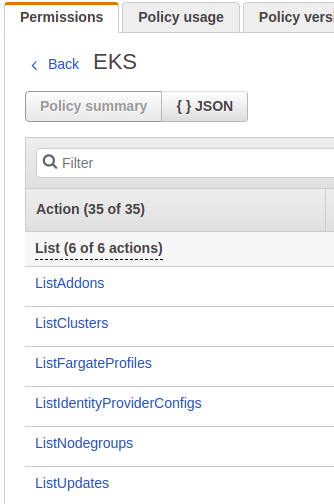 Permissions Policy usage Policy vers
Back EKS
Policy summary { } JSON
Filter
Action (35 of 35)
List (6 of 6 actions)
ListAddons
ListClusters
ListFargateProfiles
ListIdentityProviderConfigs
ListNodegroups
ListUpdates